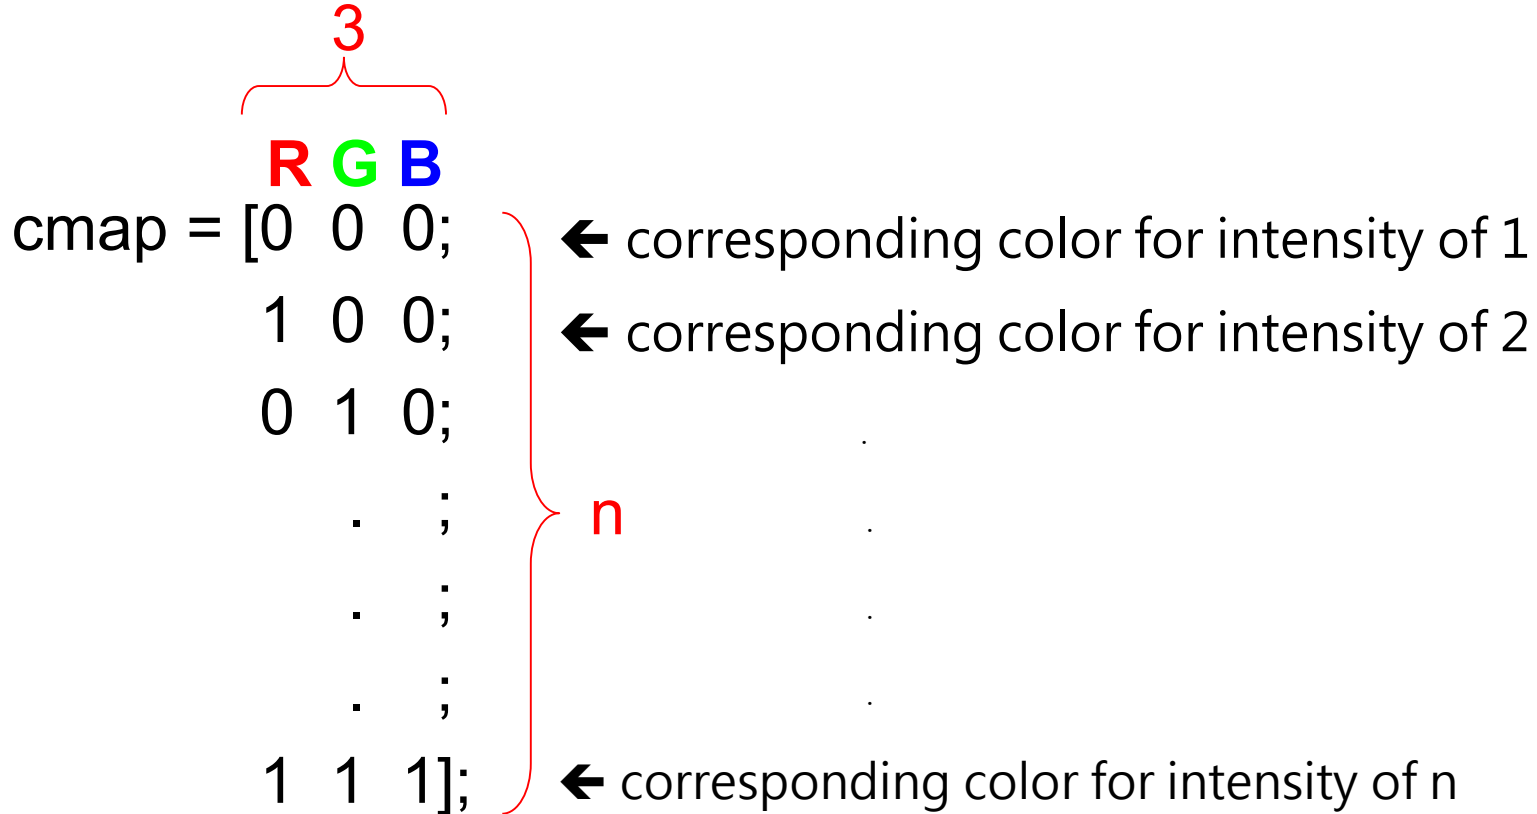 3
R G B
cmap = [0 0 0; 🡸 corresponding color for intensity of 1
1 0 0; 🡸 corresponding color for intensity of 2
0 1 0; .
. ; n .
. ; .
. ; .
1 1 1]; 🡸 corresponding color for intensity of n